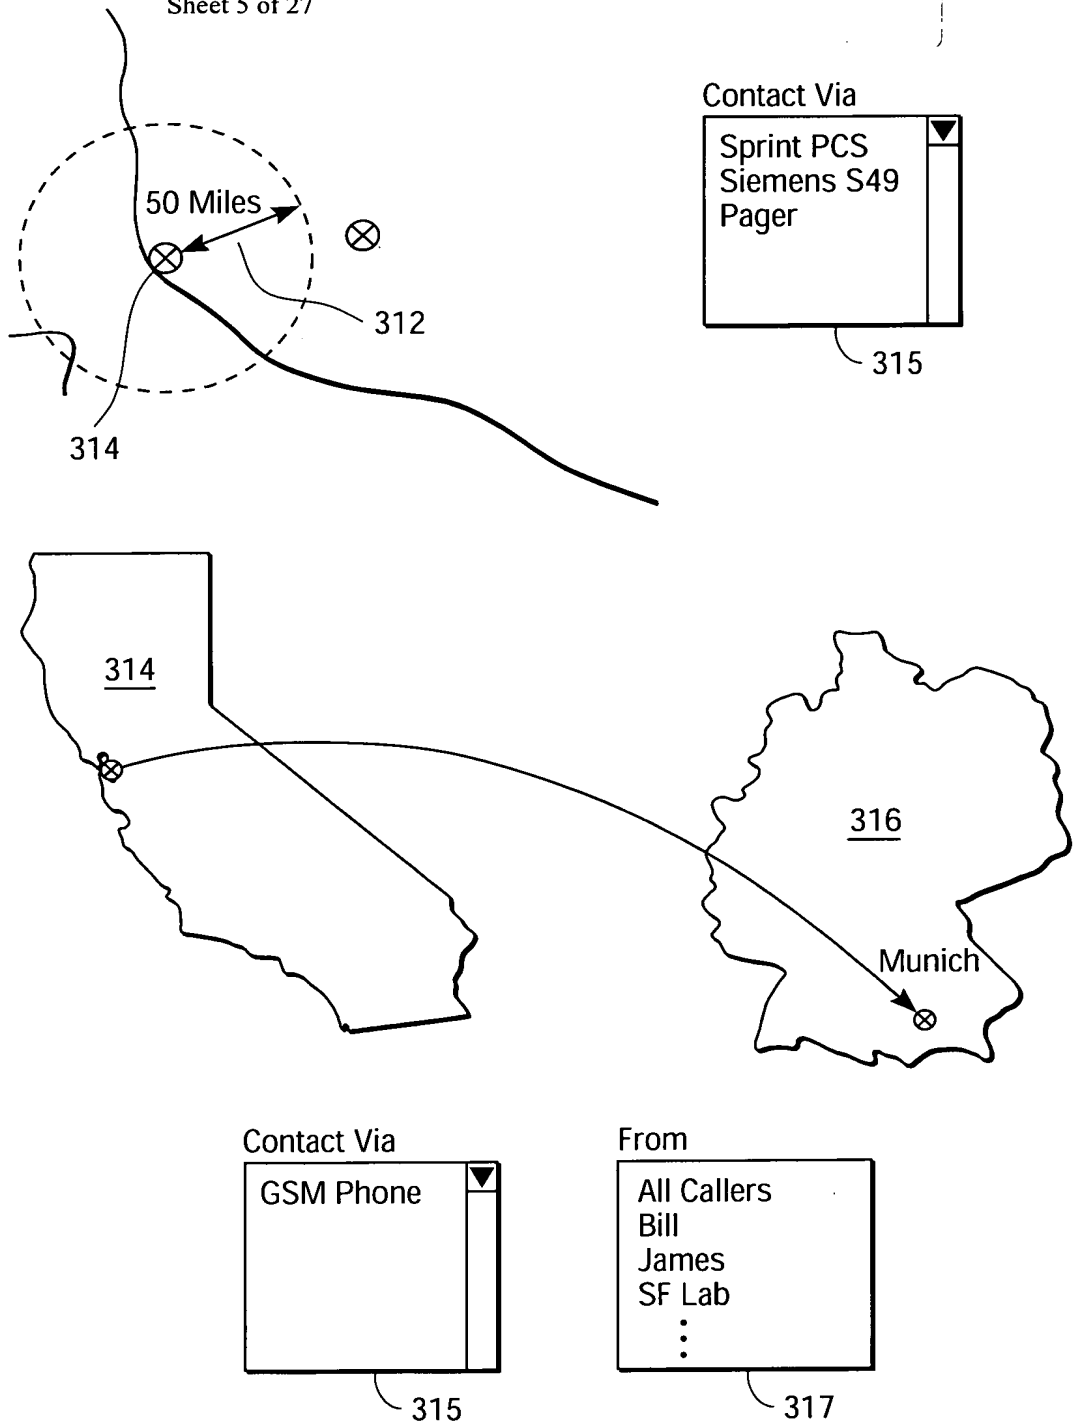 Sheet 5 of 27
Contact Via
Sprint PCS
Siemens S49
Pager
315
50 Miles
312
314
314
316
Munich
Contact Via
GSM Phone
315
From
All Callers
Bill
James
SF Lab
317